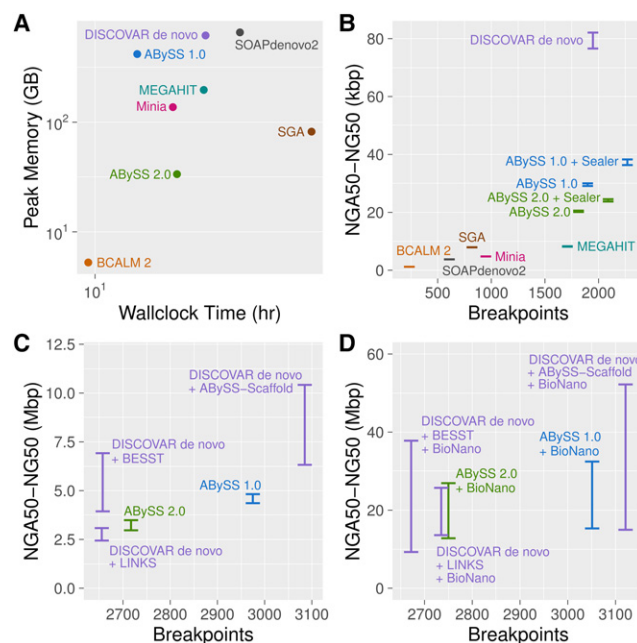 A
Peak Memory (GB)
10²
10¹
DISCOVAR de novo
SOAPdenovo2
ABySS 1.0
MEGAHIT
Minia
SGA
ABySS 2.0
BCALM 2
10¹
Wallclock Time (hr)
B
NGA50−NG50 (kbp)
80
60
40
20
0
DISCOVAR de novo
ABySS 1.0 + Sealer
ABySS 1.0
ABySS 2.0 + Sealer
ABySS 2.0
SGA
BCALM 2
MEGAHIT
Minia
SOAPdenovo2
500
1000
1500
2000
Breakpoints
C
NGA50−NG50 (Mbp)
12.5
10.0
7.5
5.0
2.5
0.0
DISCOVAR de novo
+ ABySS−Scaffold
DISCOVAR de novo
+ BESST
ABySS 1.0
ABySS 2.0
DISCOVAR de novo
+ LINKS
2700
2800
2900
3000
3100
Breakpoints
D
NGA50−NG50 (Mbp)
60
40
20
0
DISCOVAR de novo
+ ABySS−Scaffold
+ BioNano
DISCOVAR de novo
+ BESST
+ BioNano
ABySS 1.0
+ BioNano
ABySS 2.0
+ BioNano
DISCOVAR de novo
+ LINKS
+ BioNano
2700
2800
2900
3000
3100
Breakpoints